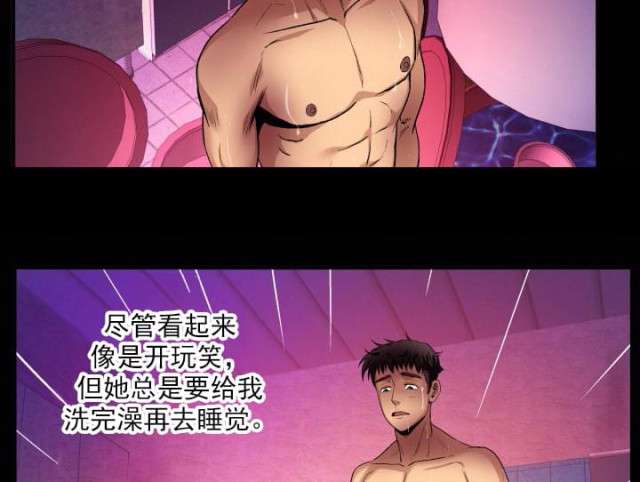 尽管看起来
像是开玩笑，
但她总是要给我
洗完澡再去睡觉。